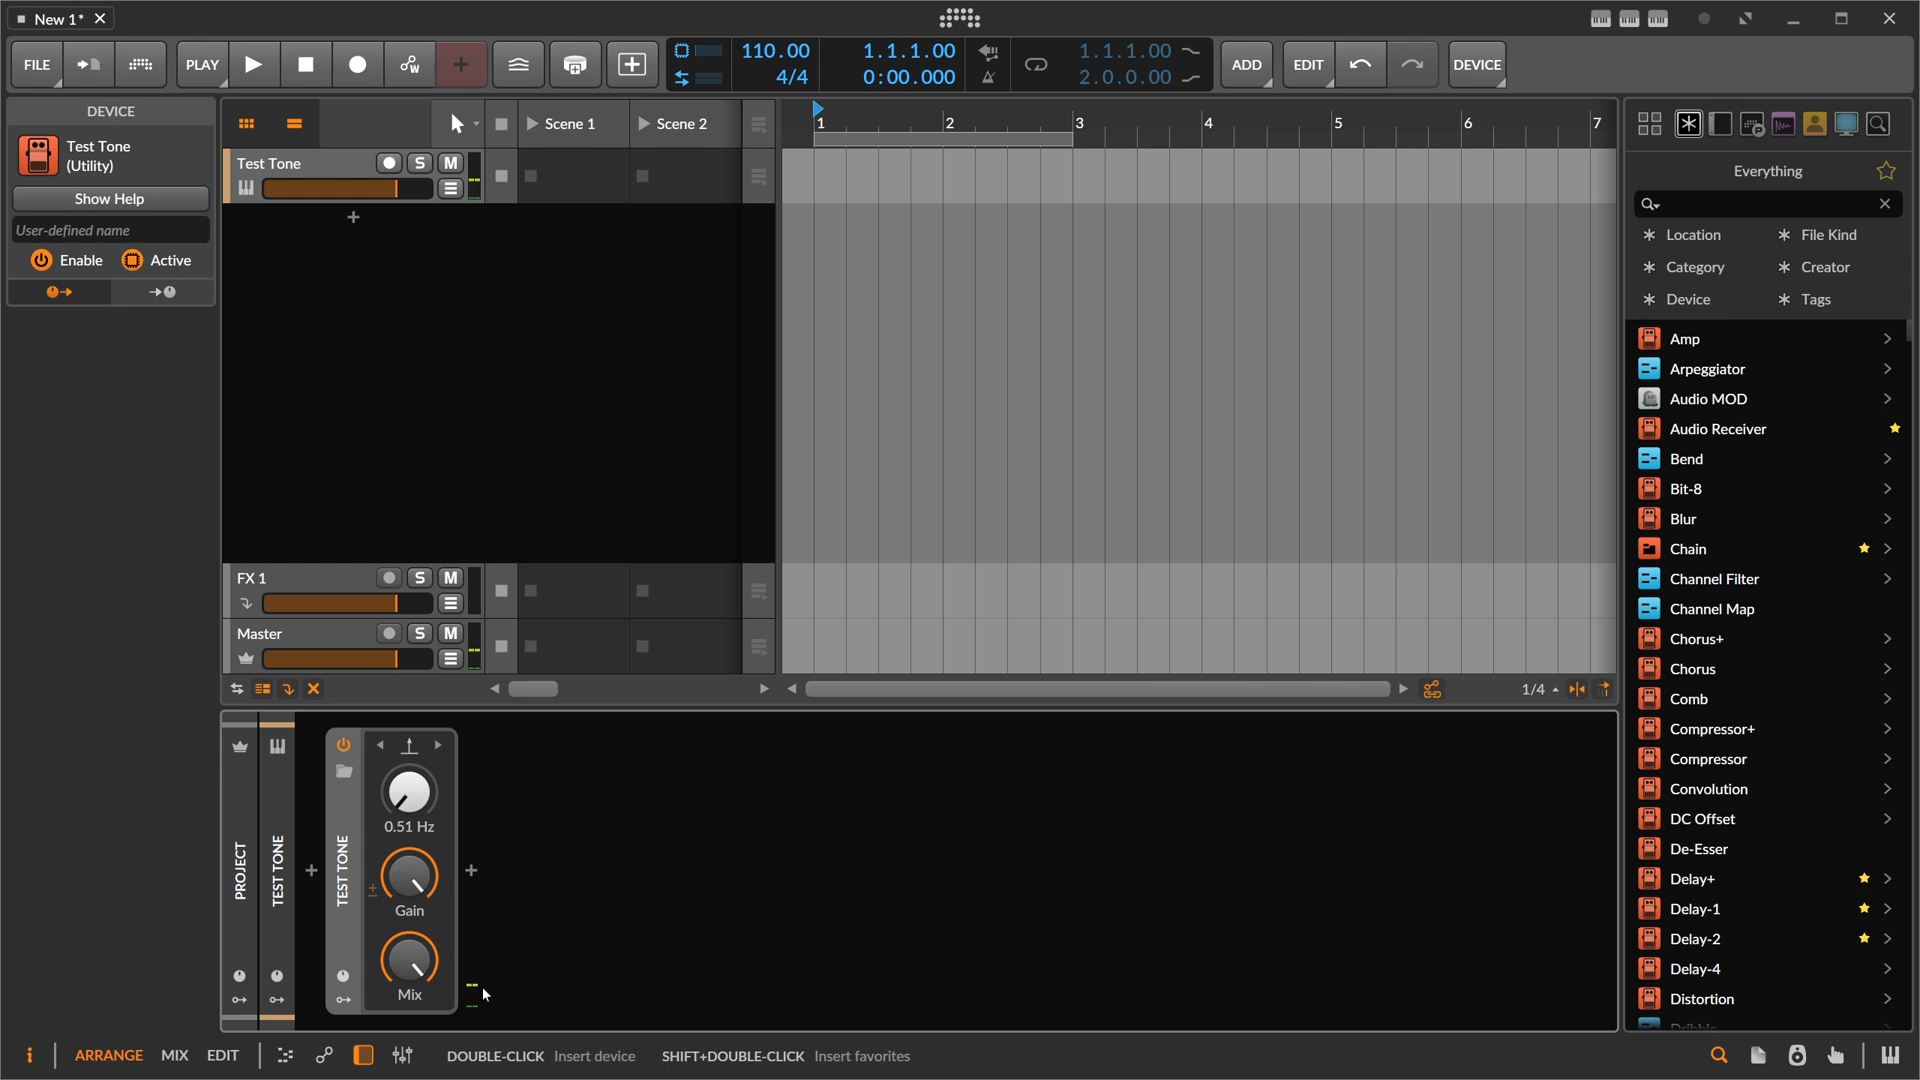 New 1*
FILE
PLAY
110.00
4/4
1.1.1.00
0:00.000
1.1.1.00
2.0.0.00
ADD
EDIT
DEVICE
DEVICE
Test Tone
(Utility)
Show Help
User-defined name
Enable
Active
Scene 1
Scene 2
1
2
3
4
5
6
7
Test Tone
S
M
FX 1
S
M
Master
S
M
1/4
PROJECT
TEST TONE
TEST TONE
0.51 Hz
Gain
Mix
Everything
Location
File Kind
Category
Creator
Device
Tags
Amp
Arpeggiator
Audio MOD
Audio Receiver
Bend
Bit-8
Blur
Chain
Channel Filter
Channel Map
Chorus+
Chorus
Comb
Compressor+
Compressor
Convolution
DC Offset
De-Esser
Delay+
Delay-1
Delay-2
Delay-4
Distortion
ARRANGE
MIX
EDIT
DOUBLE-CLICK Insert device
SHIFT+DOUBLE-CLICK Insert favorites